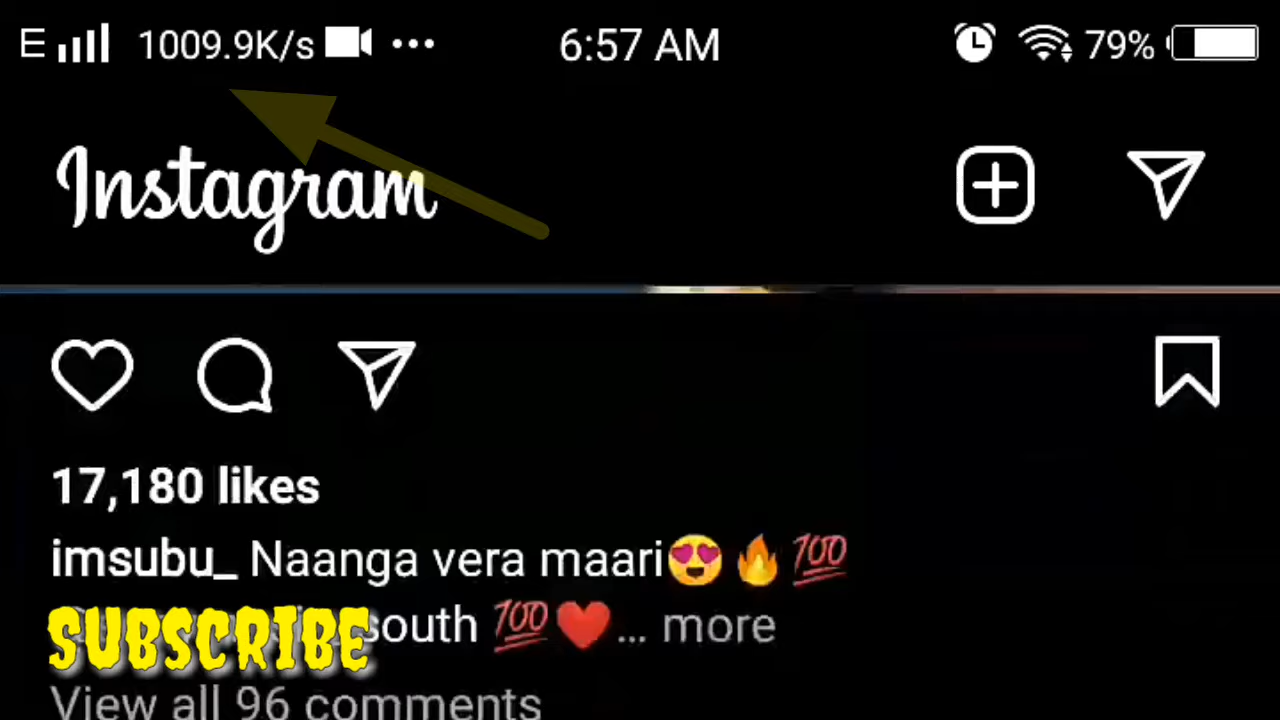 E 1009.9K/s 6:57 AM 79%
Instagram
17,180 likes
imsubu_ Naanga vera maari😍🔥💯
south 💯❤️... more
SUBSCRIBE
View all 96 comments